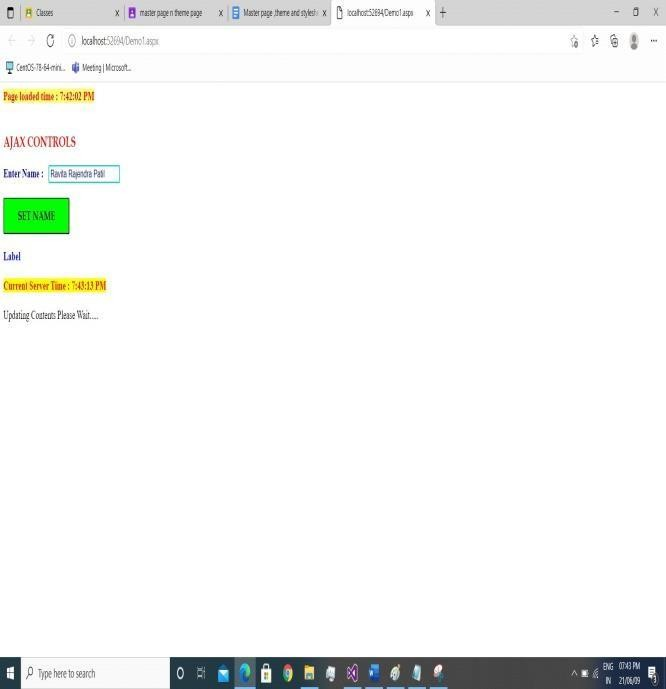 Classes
master page n theme page
Master page ,theme and stylesh
localhost:52694/Demo1.aspx
localhost:52694/Demo1.aspx
CentOS-7.8-64-mini...
Meeting | Microsoft...
Page loaded time : 7:42:02 PM
AJAX CONTROLS
Enter Name : Ravita Rajendra Patil
SET NAME
Label
Current Server Time : 7:43:13 PM
Updating Contents Please Wait.....
Type here to search
ENG 07:43 PM
IN 21/06/09